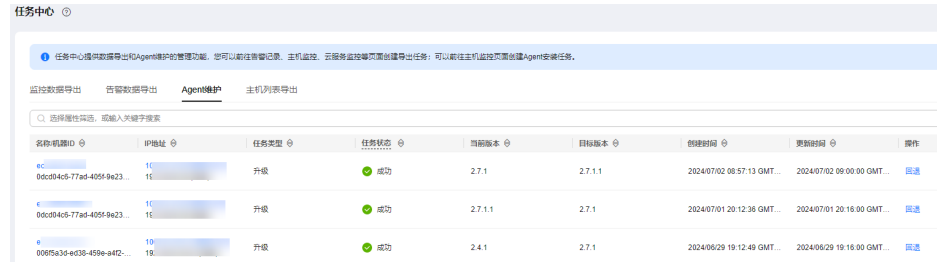 任务中心
任务中心提供数据导出和Agent维护的管理功能，您可以前往告警记录、主机监控、云服务监控等页面创建导出任务；可以前往主机监控页面创建Agent安装任务。
监控数据导出 告警数据导出 Agent维护 主机列表导出
选择属性筛选，或输入关键字搜索
名称/机器ID IP地址 任务类型 任务状态 当前版本 目标版本 创建时间 更新时间 操作
ec 10
升级 成功 2.7.1 2.7.1.1 2024/07/02 08:57:13 GMT... 2024/07/02 09:00:00 GMT... 回退
0dcd04c6-77ad-405f-9e23... 19
e 10
升级 成功 2.7.1.1 2.7.1 2024/07/01 20:12:36 GMT... 2024/07/01 20:16:00 GMT... 回退
0dcd04c6-77ad-405f-9e23... 19
e 10
升级 成功 2.4.1 2.7.1 2024/06/29 19:12:49 GMT... 2024/06/29 19:16:00 GMT... 回退
006f5a3d-ed38-459e-a4f2-... 19